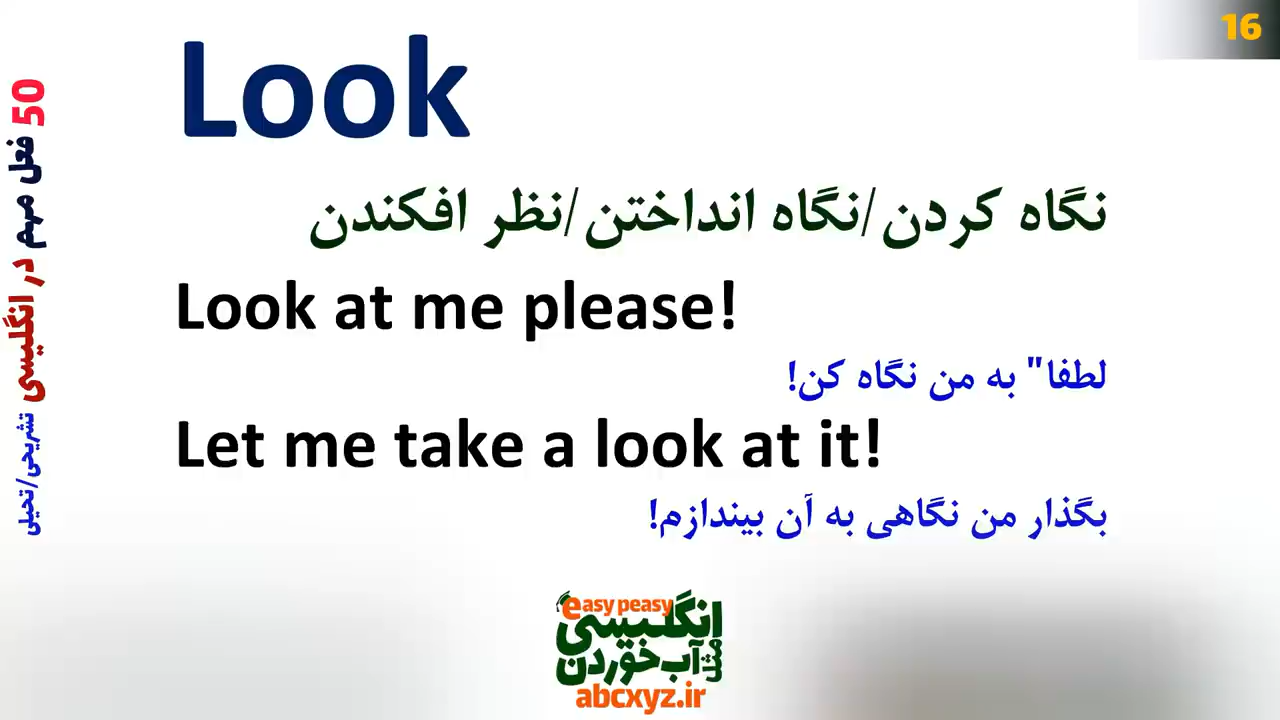 16
50 فعل مهم در انگلیسی تشریحی/تحیلی
Look
نگاه کردن/نگاه انداختن/نظر افکندن
Look at me please!
لطفا" به من نگاه کن!
Let me take a look at it!
بگذار من نگاهی به آن بیندازم!
easy peasy
انگلیسی
مثل آب خوردن
abcxyz.ir